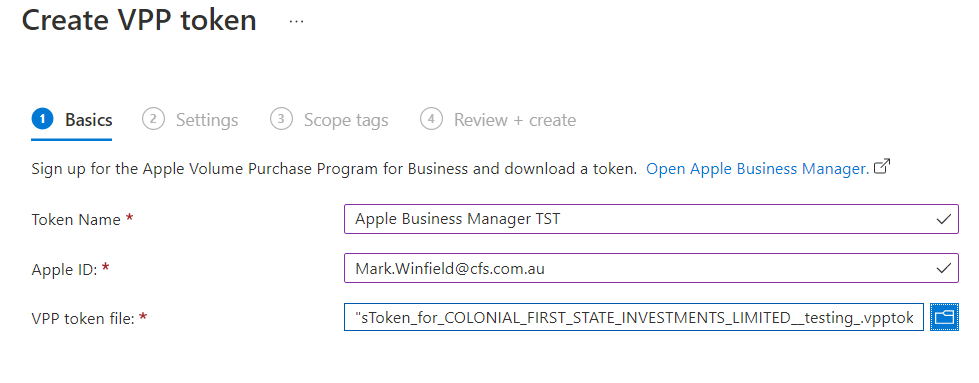 Create VPP token ...
1 Basics 2 Settings 3 Scope tags 4 Review + create
Sign up for the Apple Volume Purchase Program for Business and download a token. Open Apple Business Manager.
Token Name * Apple Business Manager TST
Apple ID: * Mark.Winfield@cfs.com.au
VPP token file: * "sToken_for_COLONIAL_FIRST_STATE_INVESTMENTS_LIMITED__testing_.vpptok